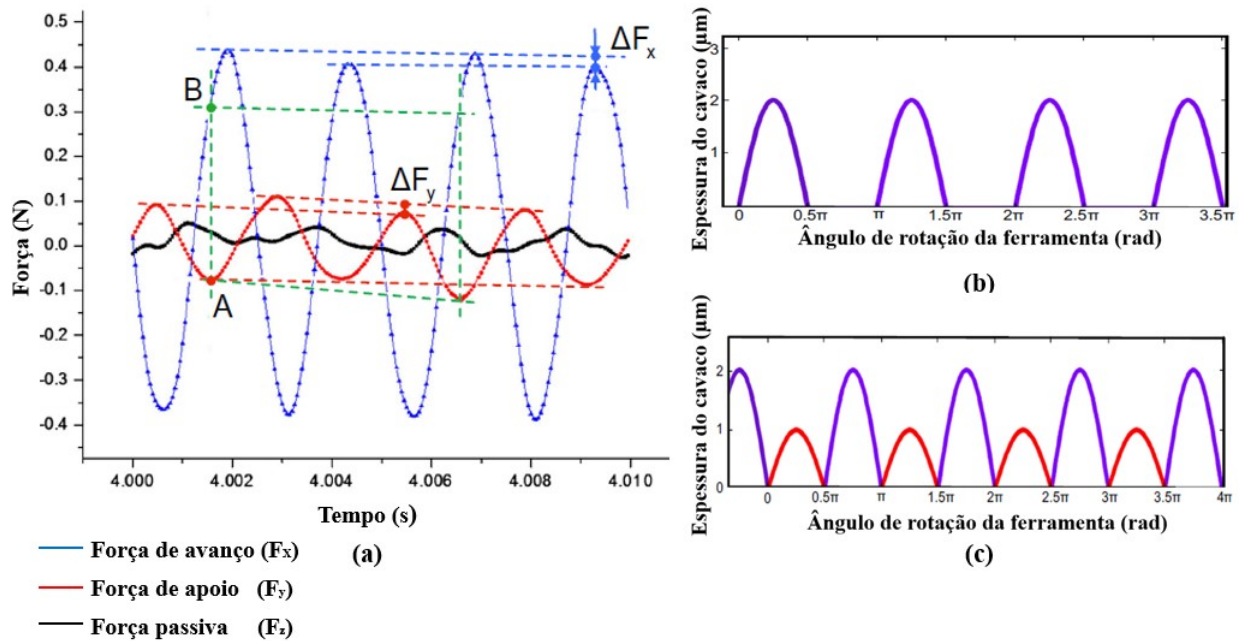 Força (N)
0.5
0.4
0.3
0.2
0.1
0.0
-0.1
-0.2
-0.3
-0.4
ΔFx
B
ΔFy
A
4.000 4.002 4.004 4.006 4.008 4.010
Tempo (s)
(a)
Força de avanço (Fx)
Força de apoio (Fy)
Força passiva (Fz)
Espessura do cavaco (μm)
3
2
1
0 0.5π π 1.5π 2π 2.5π 3π 3.5π
Ângulo de rotação da ferramenta (rad)
(b)
Espessura do cavaco (μm)
2
1
0
0 0.5π π 1.5π 2π 2.5π 3π 3.5π 4π
Ângulo de rotação da ferramenta (rad)
(c)